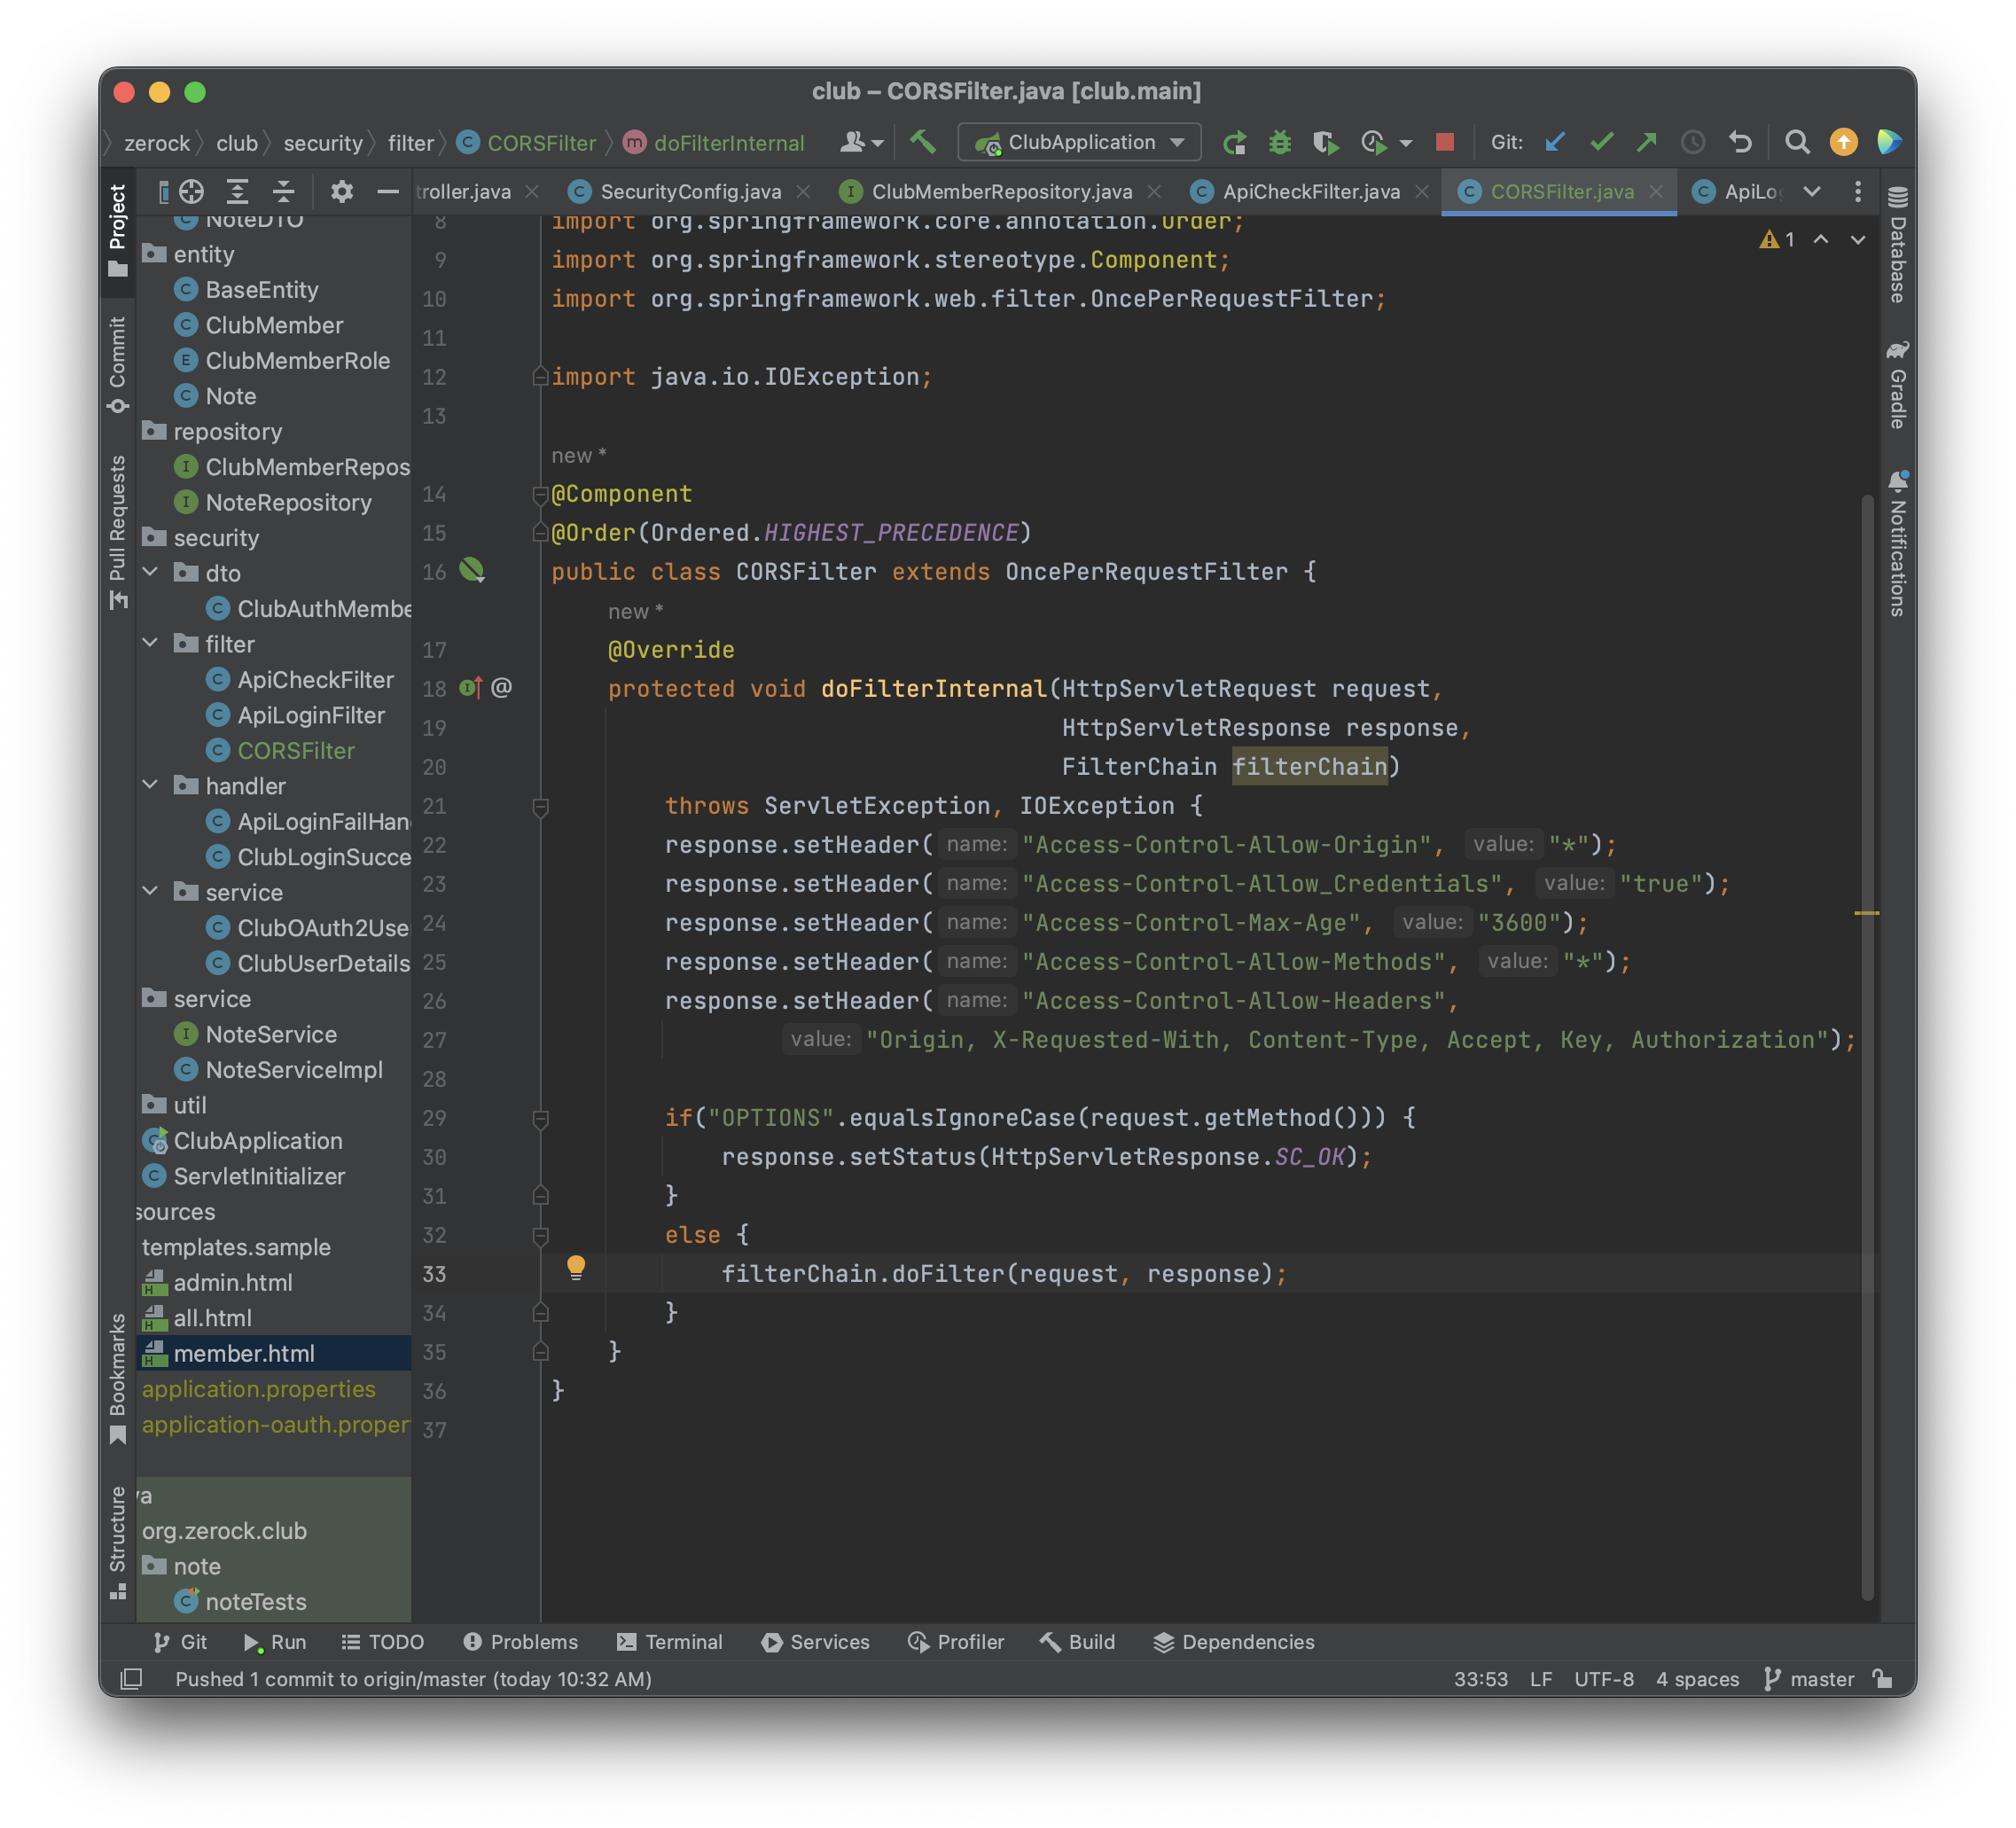 club – CORSFilter.java [club.main]
zerock club security filter CORSFilter doFilterInternal ClubApplication Git:
troller.java SecurityConfig.java ClubMemberRepository.java ApiCheckFilter.java CORSFilter.java ApiLo
Project
Commit
Pull Requests
Bookmarks
Structure
NoteDTO
entity
BaseEntity
ClubMember
ClubMemberRole
Note
repository
ClubMemberRepos
NoteRepository
security
dto
ClubAuthMembe
filter
ApiCheckFilter
ApiLoginFilter
CORSFilter
handler
ApiLoginFailHan
ClubLoginSucce
service
ClubOAuth2Use
ClubUserDetails
service
NoteService
NoteServiceImpl
util
ClubApplication
ServletInitializer
sources
templates.sample
admin.html
all.html
member.html
application.properties
application-oauth.proper
va
org.zerock.club
note
noteTests
1
8 import org.springframework.core.annotation.Order;
9 import org.springframework.stereotype.Component;
10 import org.springframework.web.filter.OncePerRequestFilter;
11
12 import java.io.IOException;
13
new *
14 @Component
15 @Order(Ordered.HIGHEST_PRECEDENCE)
16 public class CORSFilter extends OncePerRequestFilter {
new *
17 @Override
18 @ protected void doFilterInternal(HttpServletRequest request,
19 HttpServletResponse response,
20 FilterChain filterChain)
21 throws ServletException, IOException {
22 response.setHeader( name: "Access-Control-Allow-Origin", value: "*");
23 response.setHeader( name: "Access-Control-Allow_Credentials", value: "true");
24 response.setHeader( name: "Access-Control-Max-Age", value: "3600");
25 response.setHeader( name: "Access-Control-Allow-Methods", value: "*");
26 response.setHeader( name: "Access-Control-Allow-Headers",
27 value: "Origin, X-Requested-With, Content-Type, Accept, Key, Authorization");
28
29 if("OPTIONS".equalsIgnoreCase(request.getMethod())) {
30 response.setStatus(HttpServletResponse.SC_OK);
31 }
32 else {
33 filterChain.doFilter(request, response);
34 }
35 }
36 }
37
Database
Gradle
Notifications
Git Run TODO Problems Terminal Services Profiler Build Dependencies
Pushed 1 commit to origin/master (today 10:32 AM) 33:53 LF UTF-8 4 spaces master